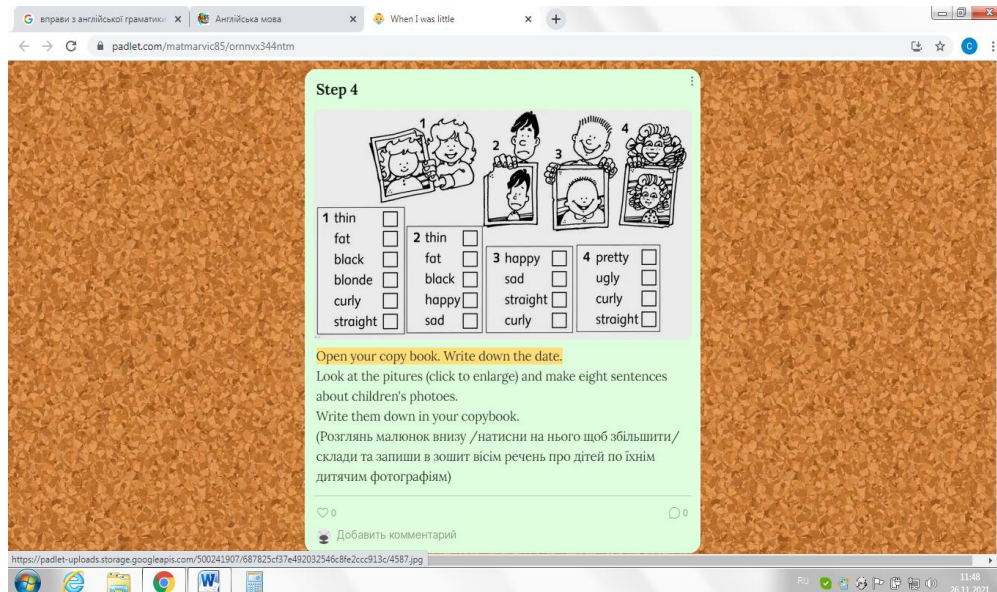 вправи з англійської граматики
Англійська мова
When I was little
padlet.com/matmarvic85/ornnvx344ntm
C
Step 4
1
2
3
4
1 thin
fat
black
blonde
curly
straight
2 thin
fat
black
happy
sad
3 happy
sad
straight
curly
4 pretty
ugly
curly
straight
Open your copy book. Write down the date.
Look at the pitures (click to enlarge) and make eight sentences
about children's photoes.
Write them down in your copybook.
(Розглянь малюнок внизу /натисни на нього щоб збільшити/
склади та запиши в зошит вісім речень про дітей по їхнім
дитячим фотографіям)
0
0
Добавить комментарий
https://padlet-uploads.storage.googleapis.com/500241907/687825cf37e492032546c8fe2ccc913c/4587.jpg
RU
11:48
26.11.2021